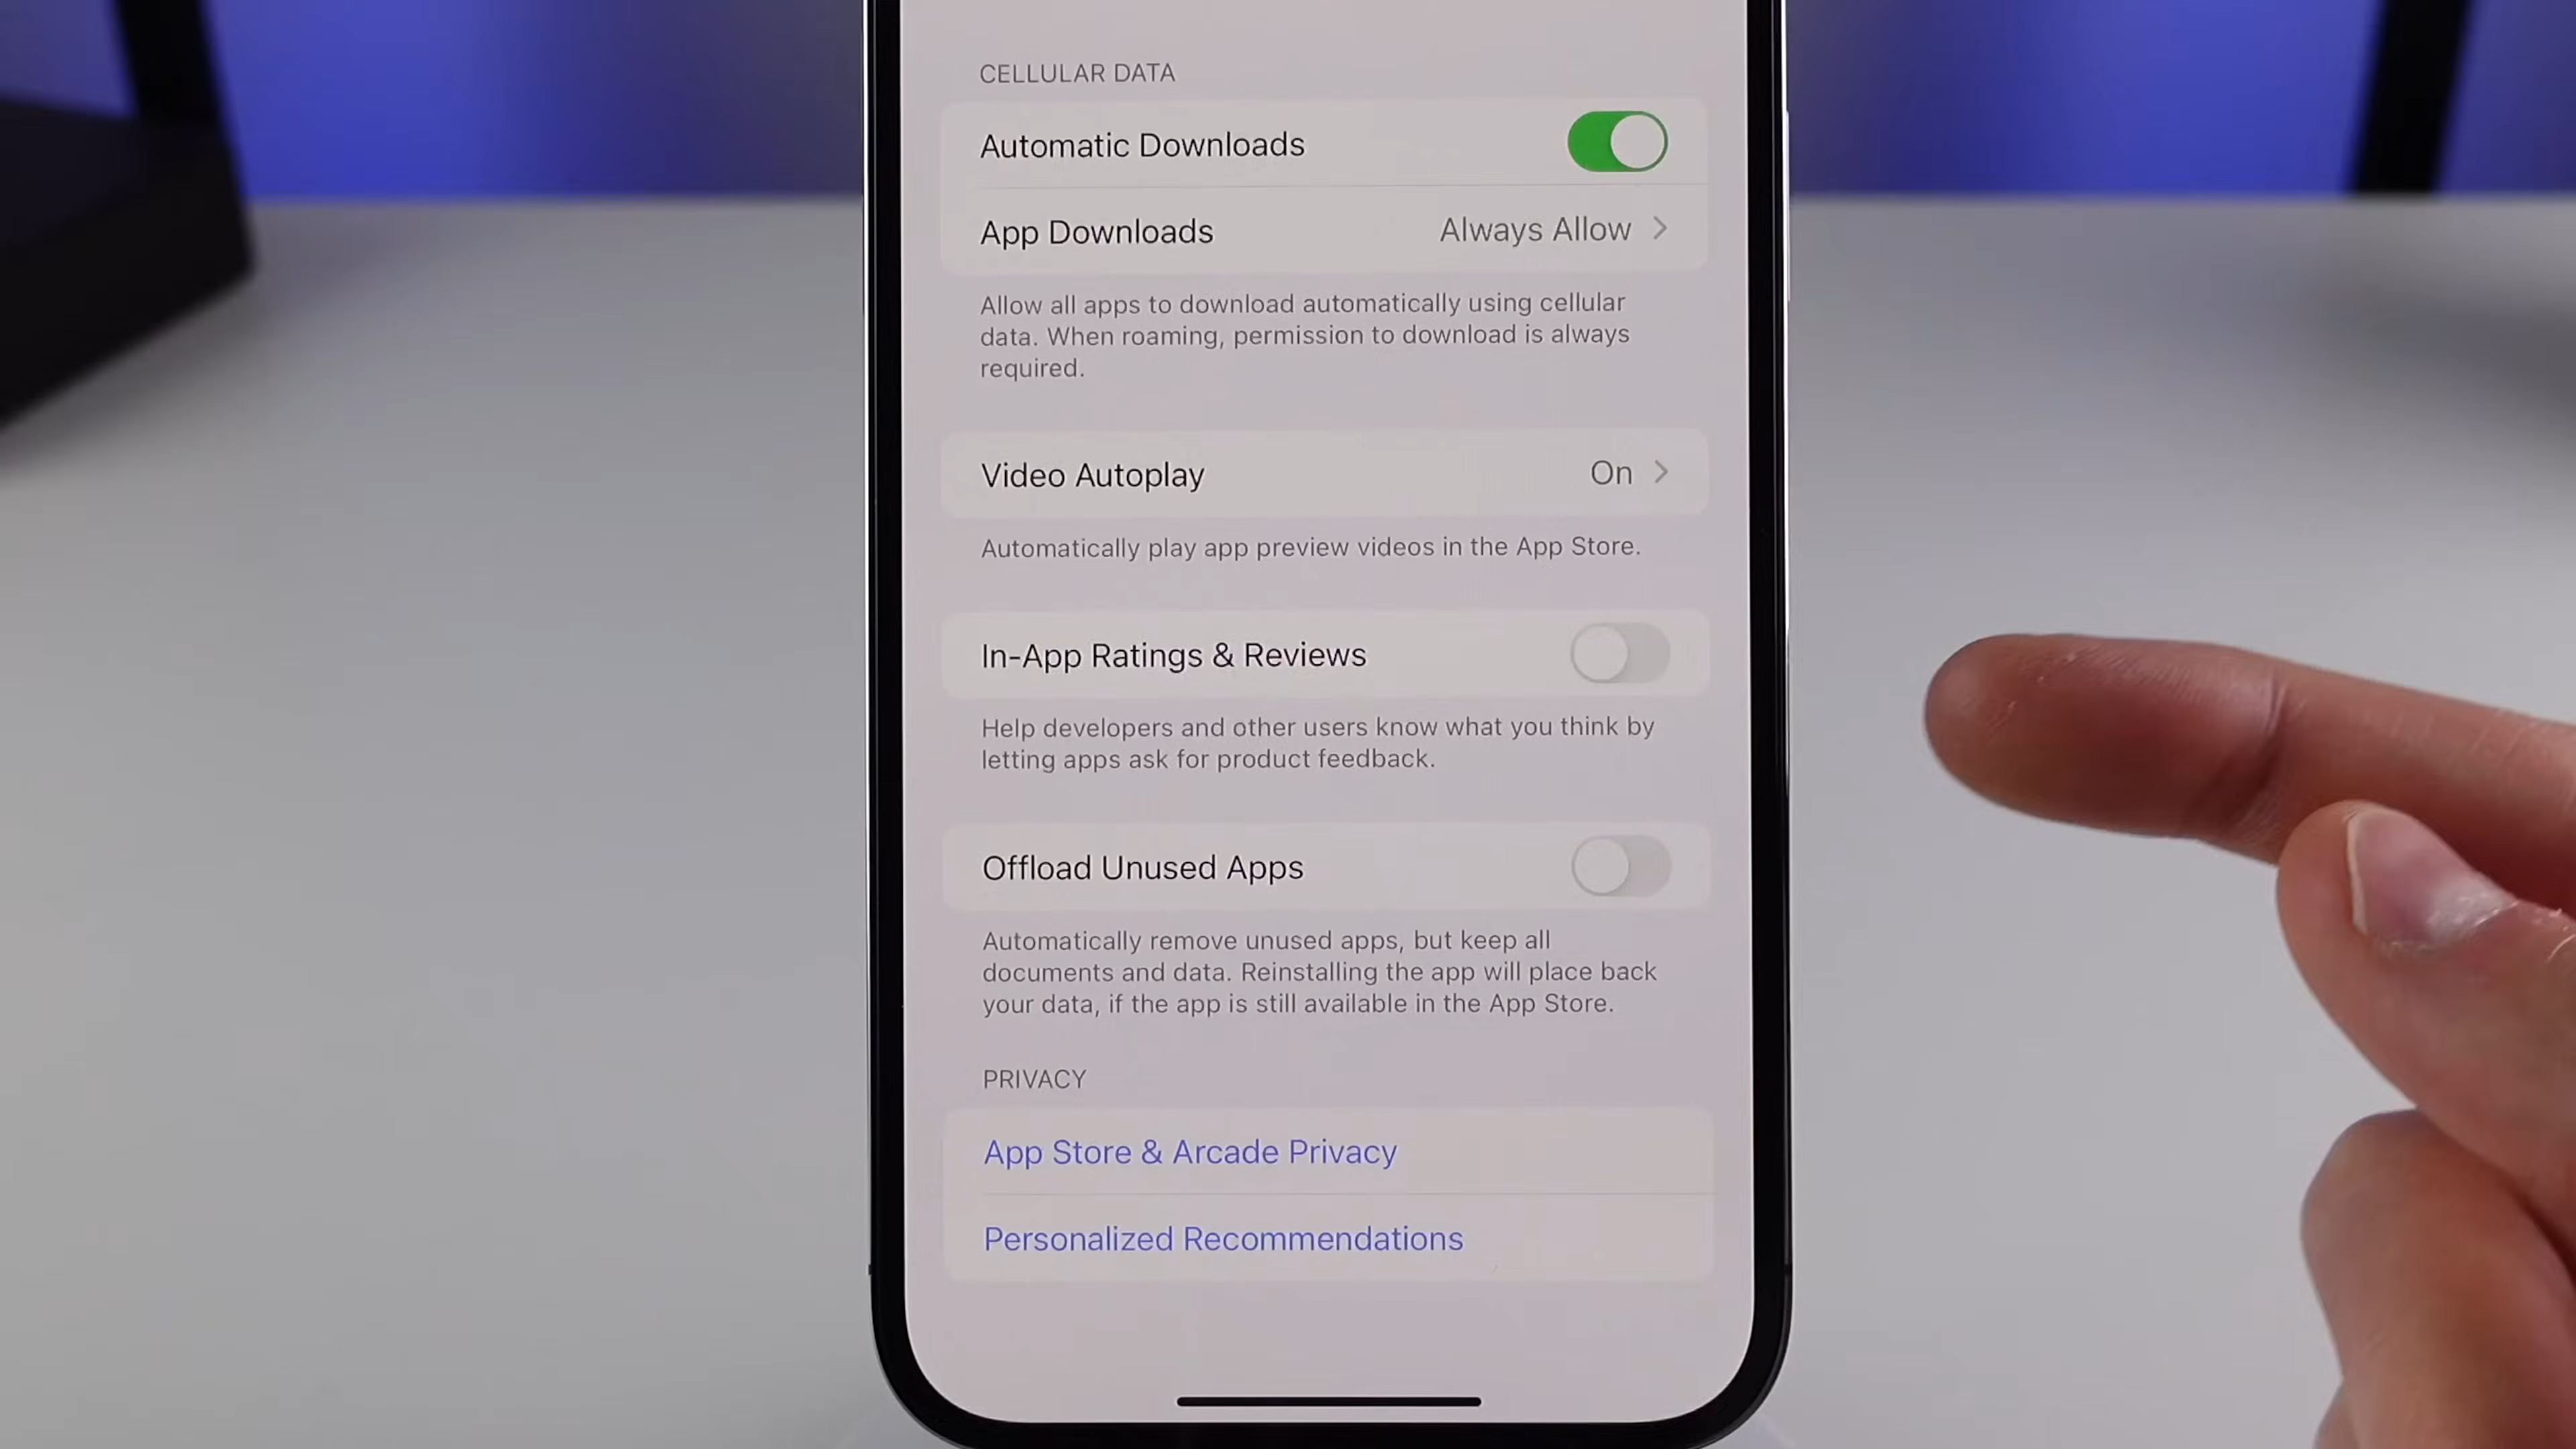 CELLULAR DATA
Automatic Downloads
App Downloads Always Allow
Allow all apps to download automatically using cellular
data. When roaming, permission to download is always
required.
Video Autoplay On
Automatically play app preview videos in the App Store.
In-App Ratings & Reviews
Help developers and other users know what you think by
letting apps ask for product feedback.
Offload Unused Apps
Automatically remove unused apps, but keep all
documents and data. Reinstalling the app will place back
your data, if the app is still available in the App Store.
PRIVACY
App Store & Arcade Privacy
Personalized Recommendations